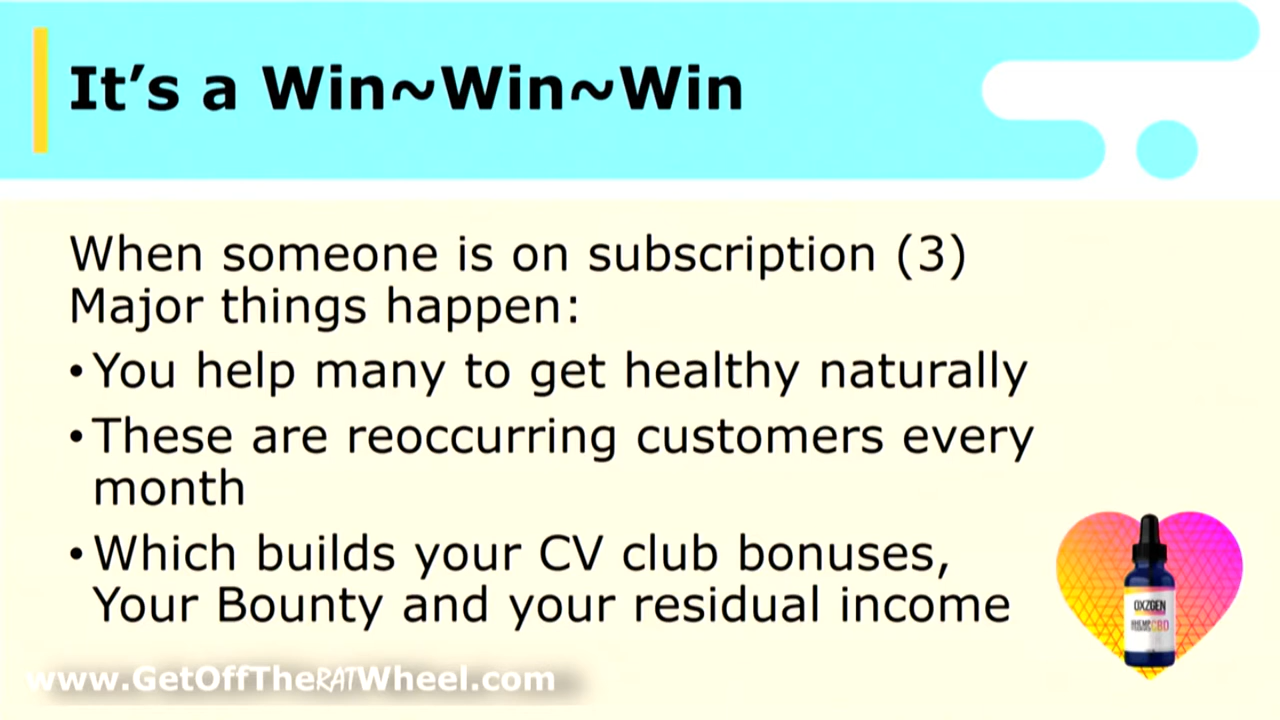 It’s a Win~Win~Win
When someone is on subscription (3)
Major things happen:
•You help many to get healthy naturally
•These are reoccurring customers every
month
•Which builds your CV club bonuses,
Your Bounty and your residual income
OXZGEN
CBD
www.GetOffTheRATWheel.com